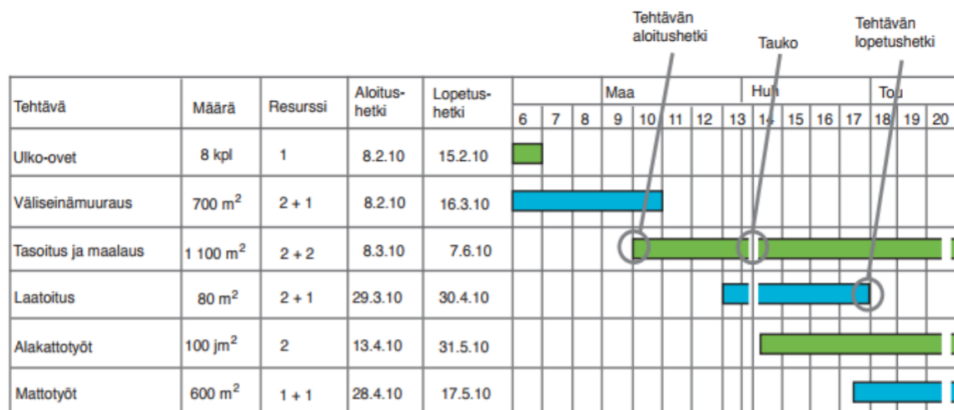 Tehtävän
aloitushetki
Tauko
Tehtävän
lopetushetki
Tehtävä Määrä Resurssi Aloitus-
hetki Lopetus-
hetki Maa Huh Tou
6 7 8 9 10 11 12 13 14 15 16 17 18 19 20
Ulko-ovet 8 kpl 1 8.2.10 15.2.10
Väliseinämuuraus 700 m² 2 + 1 8.2.10 16.3.10
Tasoitus ja maalaus 1 100 m² 2 + 2 8.3.10 7.6.10
Laatoitus 80 m² 2 + 1 29.3.10 30.4.10
Alakattotyöt 100 jm² 2 13.4.10 31.5.10
Mattotyöt 600 m² 1 + 1 28.4.10 17.5.10